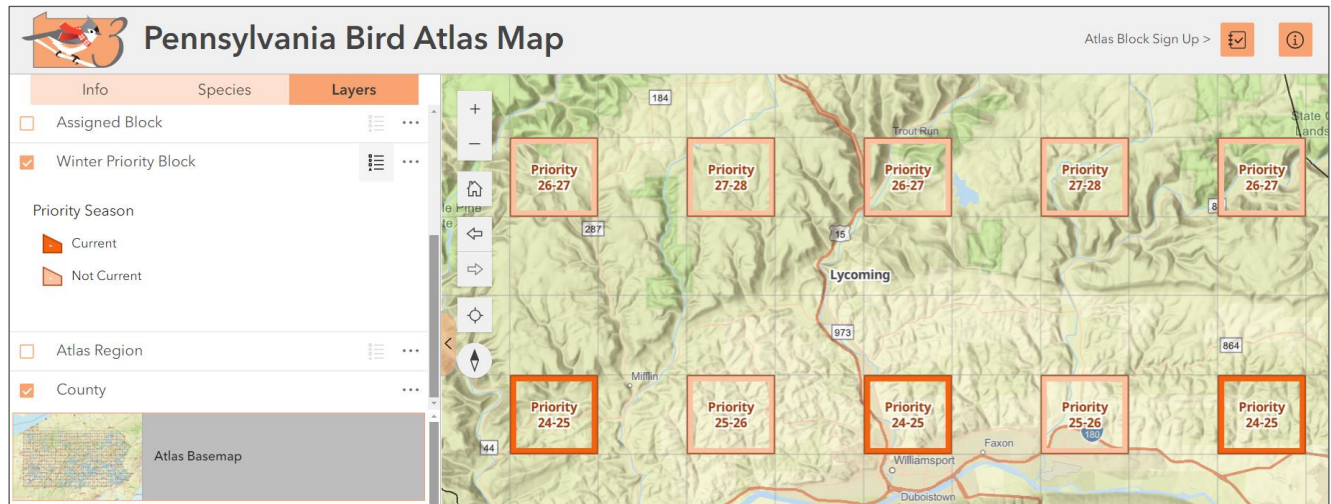 3
Pennsylvania Bird Atlas Map
Atlas Block Sign Up >
Info
Species
Layers
Assigned Block
Winter Priority Block
Priority Season
Current
Not Current
Atlas Region
County
Atlas Basemap
184
Trout Run
Priority
26-27
Priority
27-28
Priority
26-27
Priority
27-28
Priority
26-27
287
15
Lycoming
973
864
Mifflin
Priority
24-25
Priority
25-26
Priority
24-25
Priority
25-26
Priority
24-25
180
44
Faxon
Williamsport
Duboistown